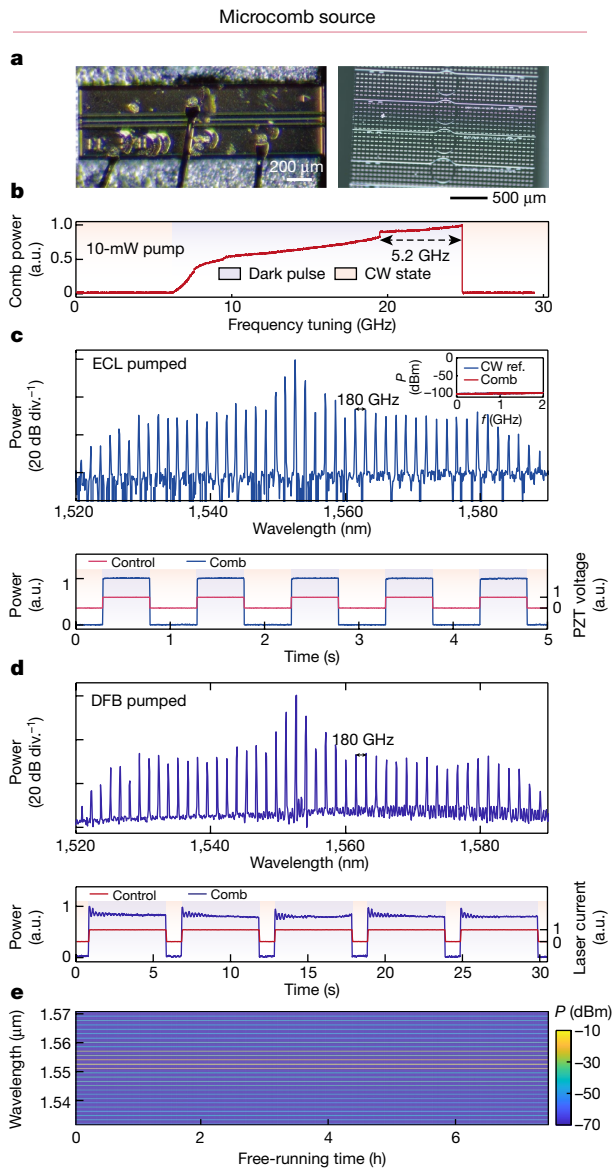 Microcomb source
a
200 μm
500 μm
b
Comb power
(a.u.)
1.0
0.5
0
10-mW pump
5.2 GHz
Dark pulse
CW state
0
10
20
30
Frequency tuning (GHz)
c
ECL pumped
Power
(20 dB div.⁻¹)
180 GHz
P
(dBm)
0
–50
–100
CW ref.
Comb
0
1
2
f (GHz)
1,520
1,540
1,560
1,580
Wavelength (nm)
Control
Comb
Power
(a.u.)
1
0
1
0
PZT voltage
(a.u.)
0
1
2
3
4
5
Time (s)
d
DFB pumped
Power
(20 dB div.⁻¹)
180 GHz
1,520
1,540
1,560
1,580
Wavelength (nm)
Control
Comb
Power
(a.u.)
1
0
1
0
Laser current
(a.u.)
0
5
10
15
20
25
30
Time (s)
e
Wavelength (μm)
1.57
1.55
1.54
P (dBm)
–10
–30
–50
–70
0
2
4
6
Free-running time (h)